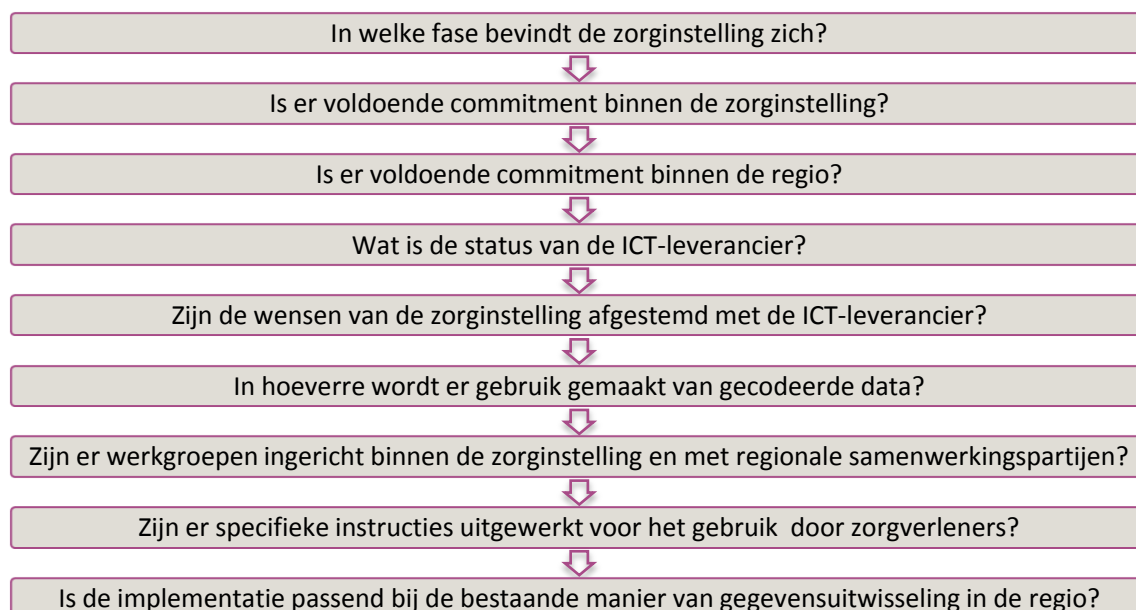 In welke fase bevindt de zorginstelling zich?
Is er voldoende commitment binnen de zorginstelling?
Is er voldoende commitment binnen de regio?
Wat is de status van de ICT-leverancier?
Zijn de wensen van de zorginstelling afgestemd met de ICT-leverancier?
In hoeverre wordt er gebruik gemaakt van gecodeerde data?
Zijn er werkgroepen ingericht binnen de zorginstelling en met regionale samenwerkingspartijen?
Zijn er specifieke instructies uitgewerkt voor het gebruik door zorgverleners?
Is de implementatie passend bij de bestaande manier van gegevensuitwisseling in de regio?